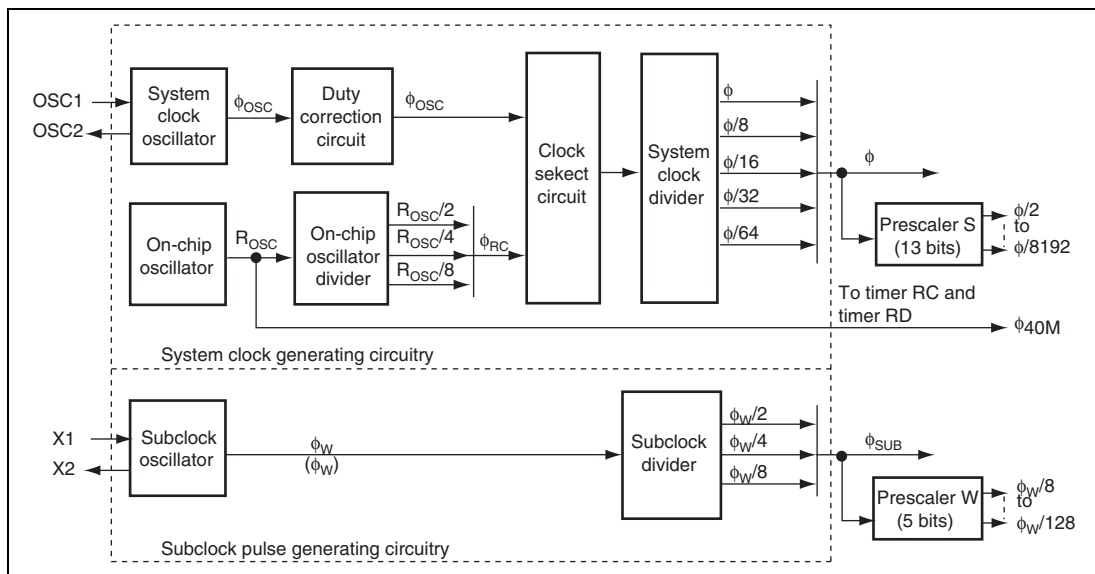 OSC1
OSC2
System
clock
oscillator
ϕOSC
Duty
correction
circuit
ϕOSC
On-chip
oscillator
ROSC
On-chip
oscillator
divider
ROSC/2
ROSC/4
ROSC/8
ϕRC
Clock
sekect
circuit
System
clock
divider
ϕ
ϕ/8
ϕ/16
ϕ/32
ϕ/64
ϕ
Prescaler S
(13 bits)
ϕ/2
to
ϕ/8192
To timer RC and
timer RD
ϕ40M
System clock generating circuitry
X1
X2
Subclock
oscillator
ϕW
(ϕW)
Subclock
divider
ϕW/2
ϕW/4
ϕW/8
ϕSUB
Prescaler W
(5 bits)
ϕW/8
to
ϕW/128
Subclock pulse generating circuitry